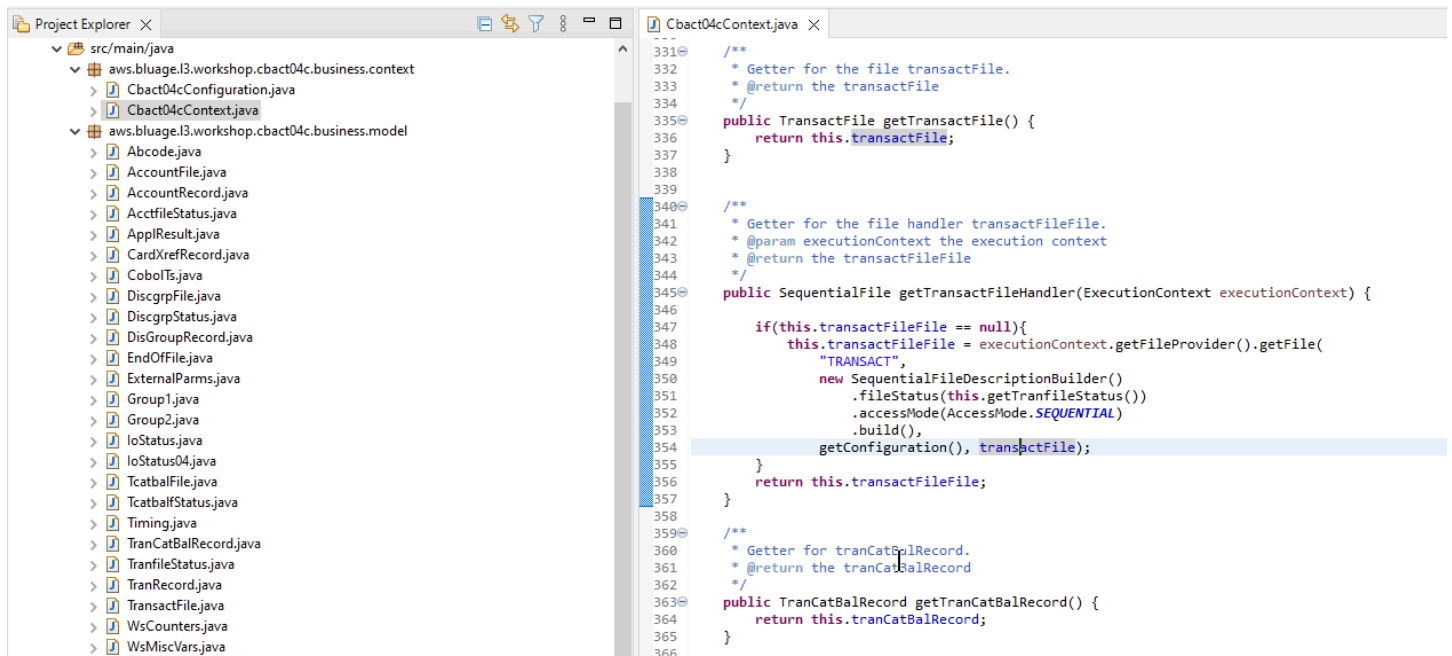 Project Explorer
src/main/java
aws.bluage.l3.workshop.cbact04c.business.context
Cbact04cConfiguration.java
Cbact04cContext.java
aws.bluage.l3.workshop.cbact04c.business.model
Abcode.java
AccountFile.java
AccountRecord.java
AcctfileStatus.java
ApplResult.java
CardXrefRecord.java
CobolTs.java
DiscgrpFile.java
DiscgrpStatus.java
DisGroupRecord.java
EndOfFile.java
ExternalParms.java
Group1.java
Group2.java
IoStatus.java
IoStatus04.java
TcatbalFile.java
TcatbalfStatus.java
Timing.java
TranCatBalRecord.java
TranfileStatus.java
TranRecord.java
TransactFile.java
WsCounters.java
WsMiscVars.java
Cbact04cContext.java
331 /**
332 * Getter for the file transactFile.
333 * @return the transactFile
334 */
335 public TransactFile getTransactFile() {
336 return this.transactFile;
337 }
338
339
340 /**
341 * Getter for the file handler transactFileFile.
342 * @param executionContext the execution context
343 * @return the transactFileFile
344 */
345 public SequentialFile getTransactFileHandler(ExecutionContext executionContext) {
346
347 if(this.transactFileFile == null){
348 this.transactFileFile = executionContext.getFileProvider().getFile(
349 "TRANSACT",
350 new SequentialFileDescriptionBuilder()
351 .fileStatus(this.getTranfileStatus())
352 .accessMode(AccessMode.SEQUENTIAL)
353 .build(),
354 getConfiguration(), transactFile);
355 }
356 return this.transactFileFile;
357 }
358
359 /**
360 * Getter for tranCatBalRecord.
361 * @return the tranCatBalRecord
362 */
363 public TranCatBalRecord getTranCatBalRecord() {
364 return this.tranCatBalRecord;
365 }
366